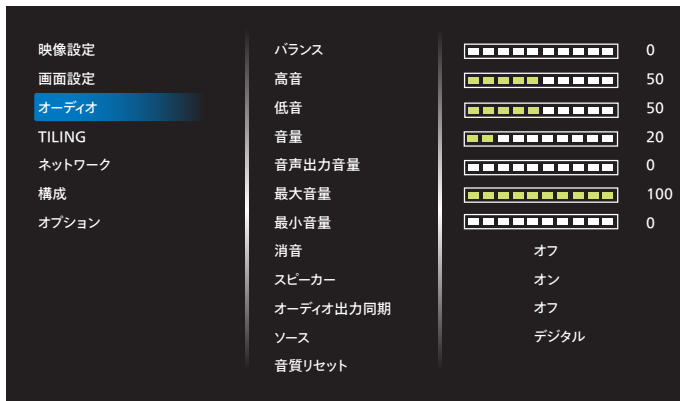 映像設定
画面設定
オーディオ
TILING
ネットワーク
構成
オプション
バランス 0
高音 50
低音 50
音量 20
音声出力音量 0
最大音量 100
最小音量 0
消音 オフ
スピーカー オン
オーディオ出力同期 オフ
ソース デジタル
音質リセット